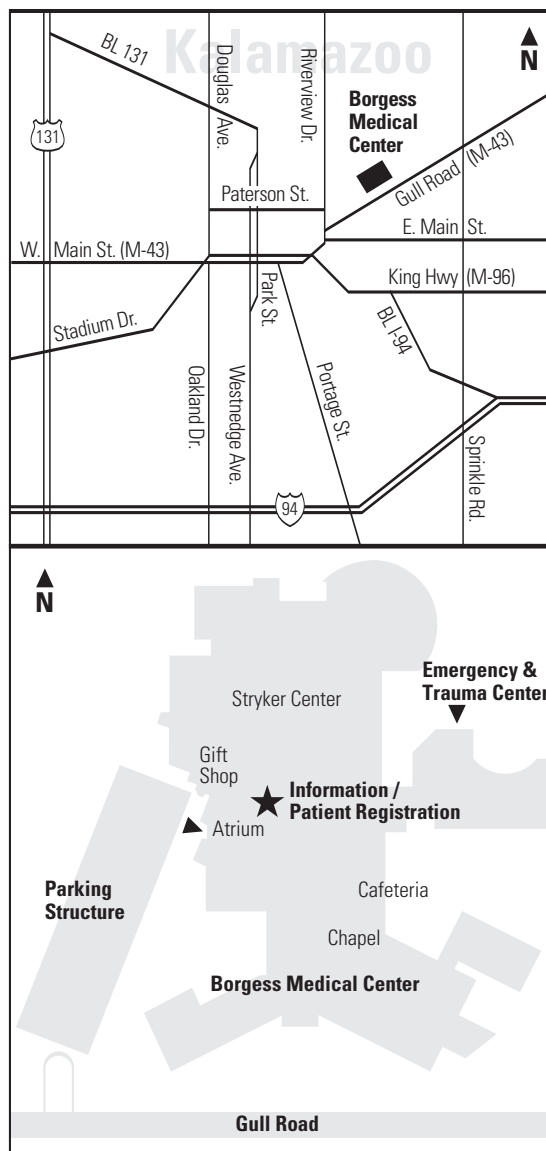 Kalamazoo
BL 131
Douglas Ave.
Riverview Dr.
N
131
Borgess
Medical
Center
Gull Road (M-43)
Paterson St.
E. Main St.
W. Main St. (M-43)
King Hwy (M-96)
Park St.
Stadium Dr.
BL I-94
Oakland Dr.
Westnedge Ave.
Portage St.
Sprinkle Rd.
94
N
Emergency &
Trauma Center
Stryker Center
Gift
Shop
Information /
Patient Registration
Atrium
Parking
Structure
Cafeteria
Chapel
Borgess Medical Center
Gull Road